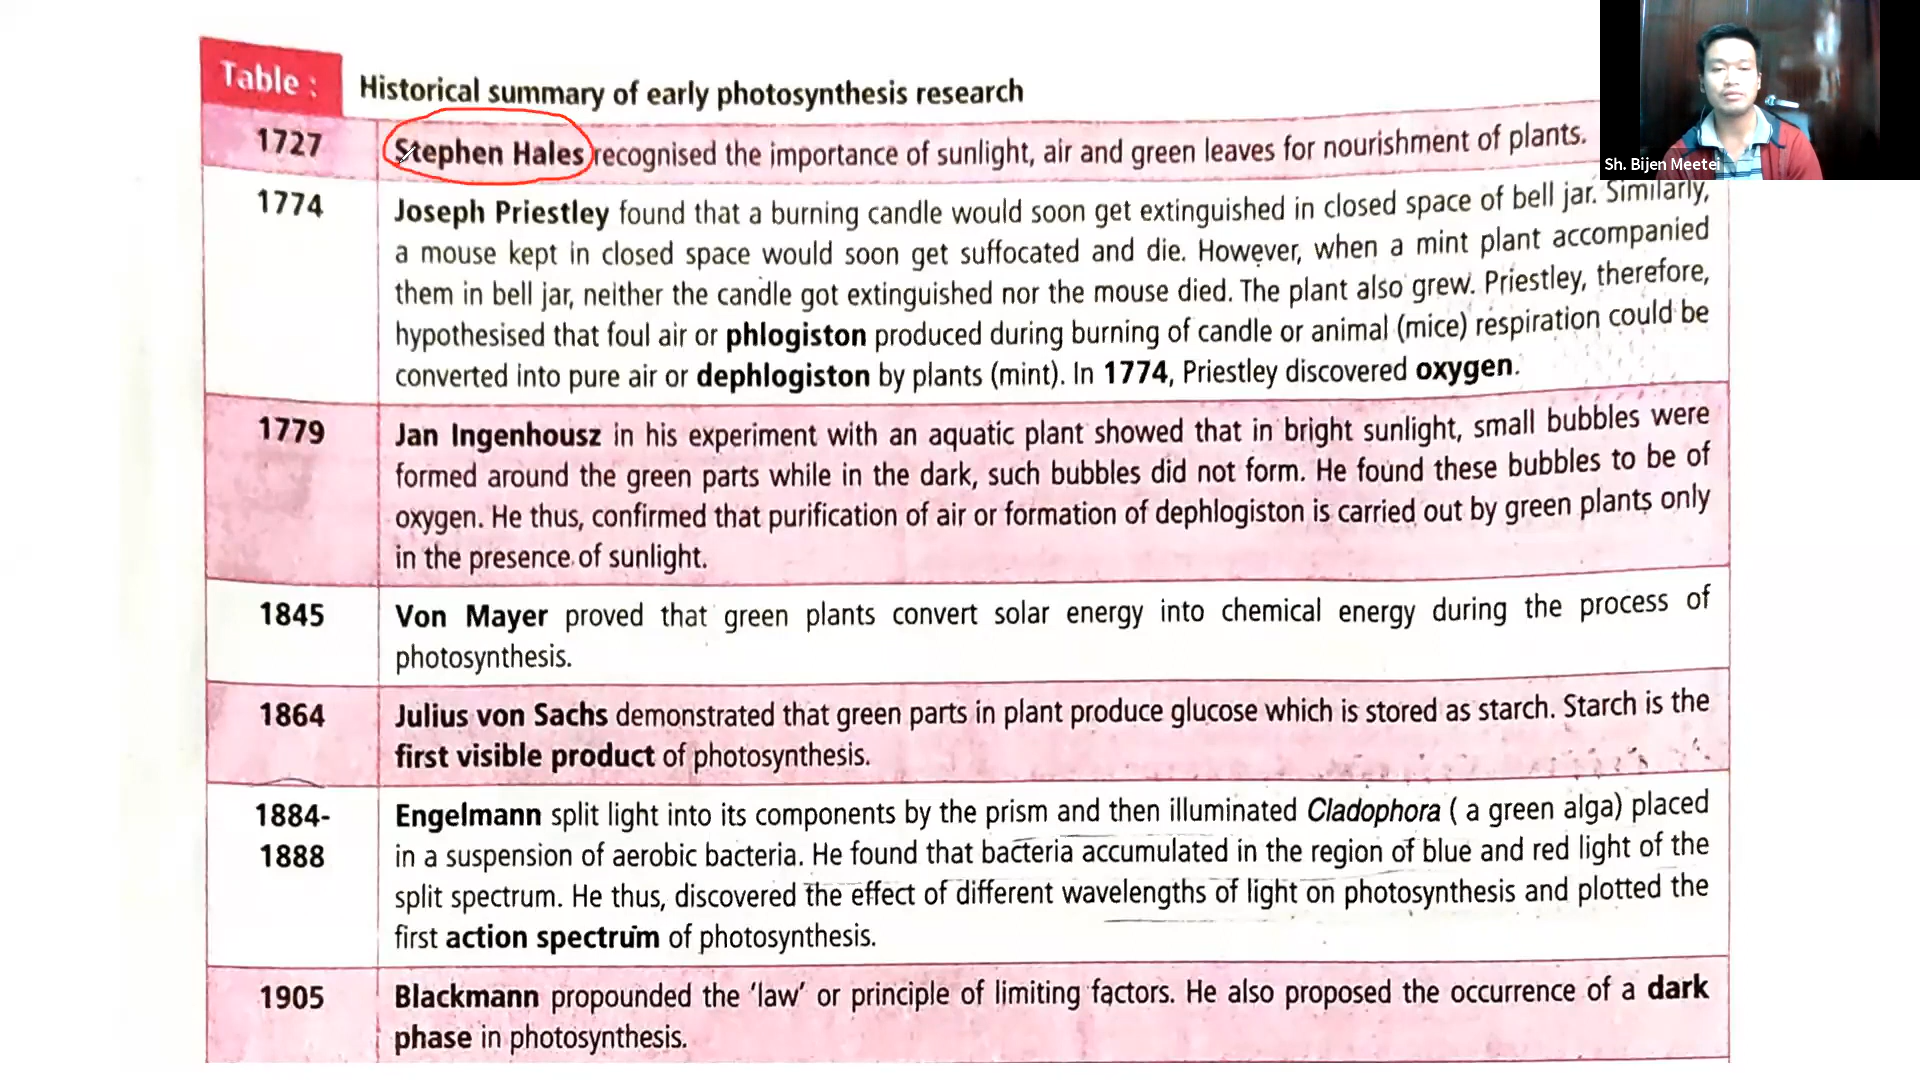 Table :
Historical summary of early photosynthesis research
Sh. Bijen Meetei
1727
Stephen Hales recognised the importance of sunlight, air and green leaves for nourishment of plants.
1774
Joseph Priestley found that a burning candle would soon get extinguished in closed space of bell jar. Similarly,
a mouse kept in closed space would soon get suffocated and die. However, when a mint plant accompanied
them in bell jar, neither the candle got extinguished nor the mouse died. The plant also grew. Priestley, therefore,
hypothesised that foul air or phlogiston produced during burning of candle or animal (mice) respiration could be
converted into pure air or dephlogiston by plants (mint). In 1774, Priestley discovered oxygen.
1779
Jan Ingenhousz in his experiment with an aquatic plant showed that in bright sunlight, small bubbles were
formed around the green parts while in the dark, such bubbles did not form. He found these bubbles to be of
oxygen. He thus, confirmed that purification of air or formation of dephlogiston is carried out by green plants only
in the presence of sunlight.
1845
Von Mayer proved that green plants convert solar energy into chemical energy during the process of
photosynthesis.
1864
Julius von Sachs demonstrated that green parts in plant produce glucose which is stored as starch. Starch is the
first visible product of photosynthesis.
1884-
1888
Engelmann split light into its components by the prism and then illuminated Cladophora ( a green alga) placed
in a suspension of aerobic bacteria. He found that bacteria accumulated in the region of blue and red light of the
split spectrum. He thus, discovered the effect of different wavelengths of light on photosynthesis and plotted the
first action spectrum of photosynthesis.
1905
Blackmann propounded the 'law' or principle of limiting factors. He also proposed the occurrence of a dark
phase in photosynthesis.